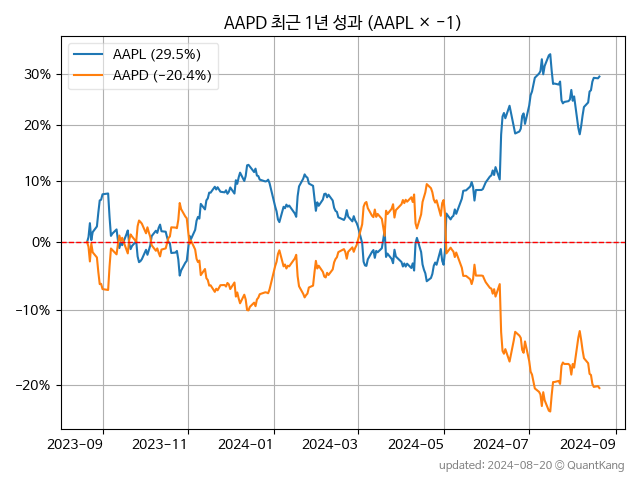 AAPD 최근 1년 성과 (AAPL × −1)
AAPL (29.5%)
AAPD (−20.4%)
30%
20%
10%
0%
−10%
−20%
2023-09 2023-11 2024-01 2024-03 2024-05 2024-07 2024-09
updated: 2024-08-20 © QuantKang